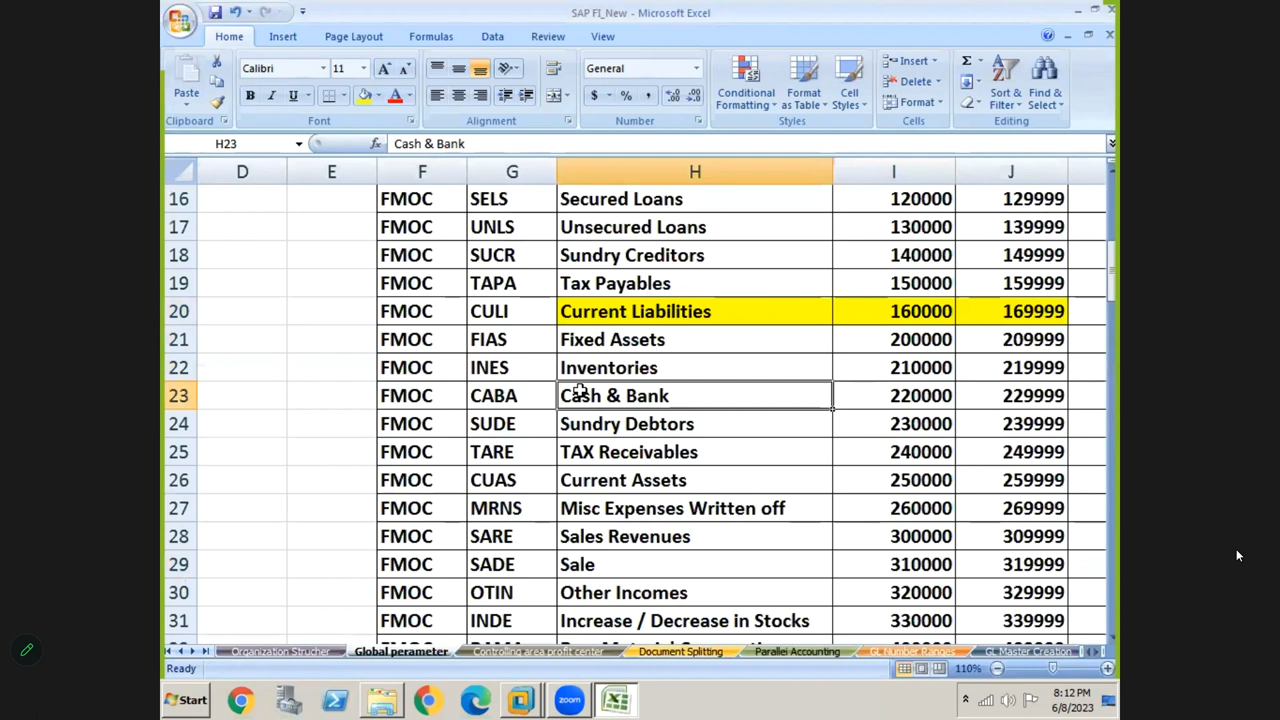 SAP FI_New - Microsoft Excel
Home Insert Page Layout Formulas Data Review View
Paste
Calibri 11 A A
B I U A
General
$ % ,
Conditional Formatting
Format as Table
Cell Styles
Insert
Delete
Format
Σ
Sort & Filter
Find & Select
Clipboard Font Alignment Number Styles Cells Editing
H23 fx Cash & Bank
D E F G H I J
16 FMOC SELS Secured Loans 120000 129999
17 FMOC UNLS Unsecured Loans 130000 139999
18 FMOC SUCR Sundry Creditors 140000 149999
19 FMOC TAPA Tax Payables 150000 159999
20 FMOC CULI Current Liabilities 160000 169999
21 FMOC FIAS Fixed Assets 200000 209999
22 FMOC INES Inventories 210000 219999
23 FMOC CABA Cash & Bank 220000 229999
24 FMOC SUDE Sundry Debtors 230000 239999
25 FMOC TARE TAX Receivables 240000 249999
26 FMOC CUAS Current Assets 250000 259999
27 FMOC MRNS Misc Expenses Written off 260000 269999
28 FMOC SARE Sales Revenues 300000 309999
29 FMOC SADE Sale 310000 319999
30 FMOC OTIN Other Incomes 320000 329999
31 FMOC INDE Increase / Decrease in Stocks 330000 339999
Organization Strucher Global perameter Controlling area profit center Document Splitting Parallel Accounting GL Number Ranges GL Master Creation
Ready 110%
Start zoom 8:12 PM
6/8/2023